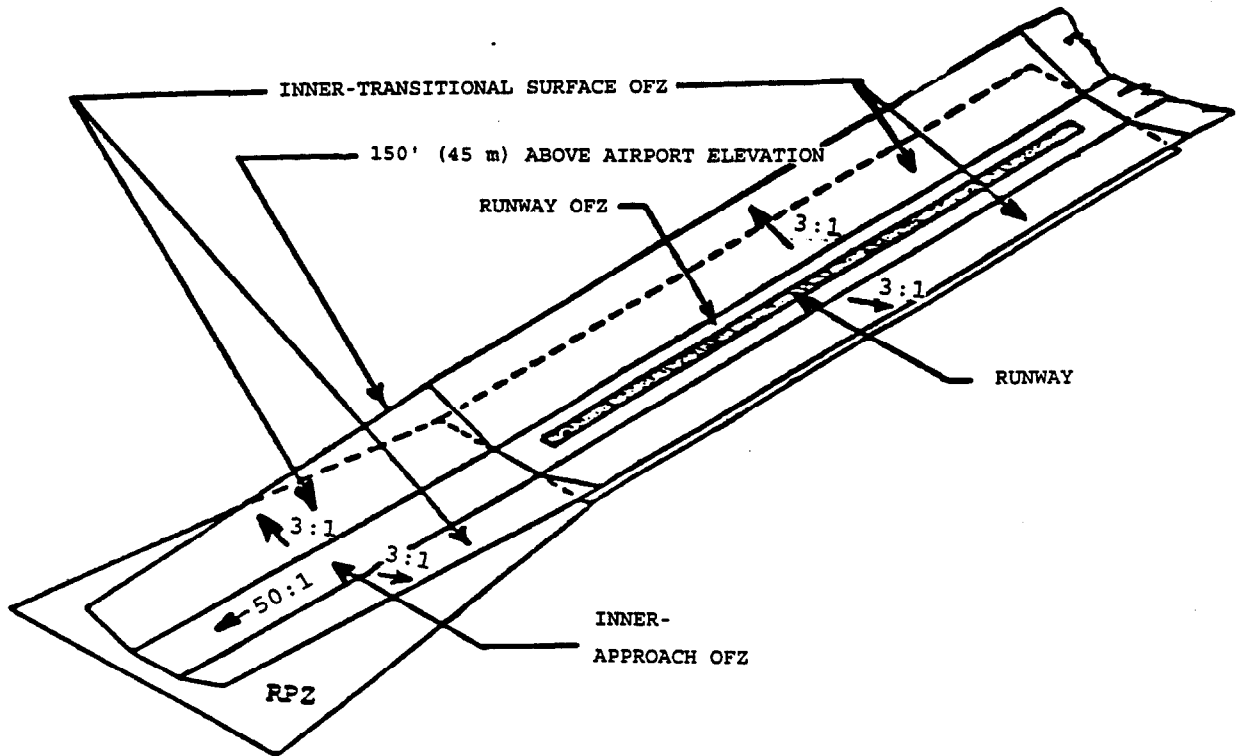 INNER-TRANSITIONAL SURFACE OFZ
150' (45 m) ABOVE AIRPORT ELEVATION
RUNWAY OFZ
3:1
3:1
RUNWAY
3:1
3:1
50:1
INNER-
APPROACH OFZ
RPZ